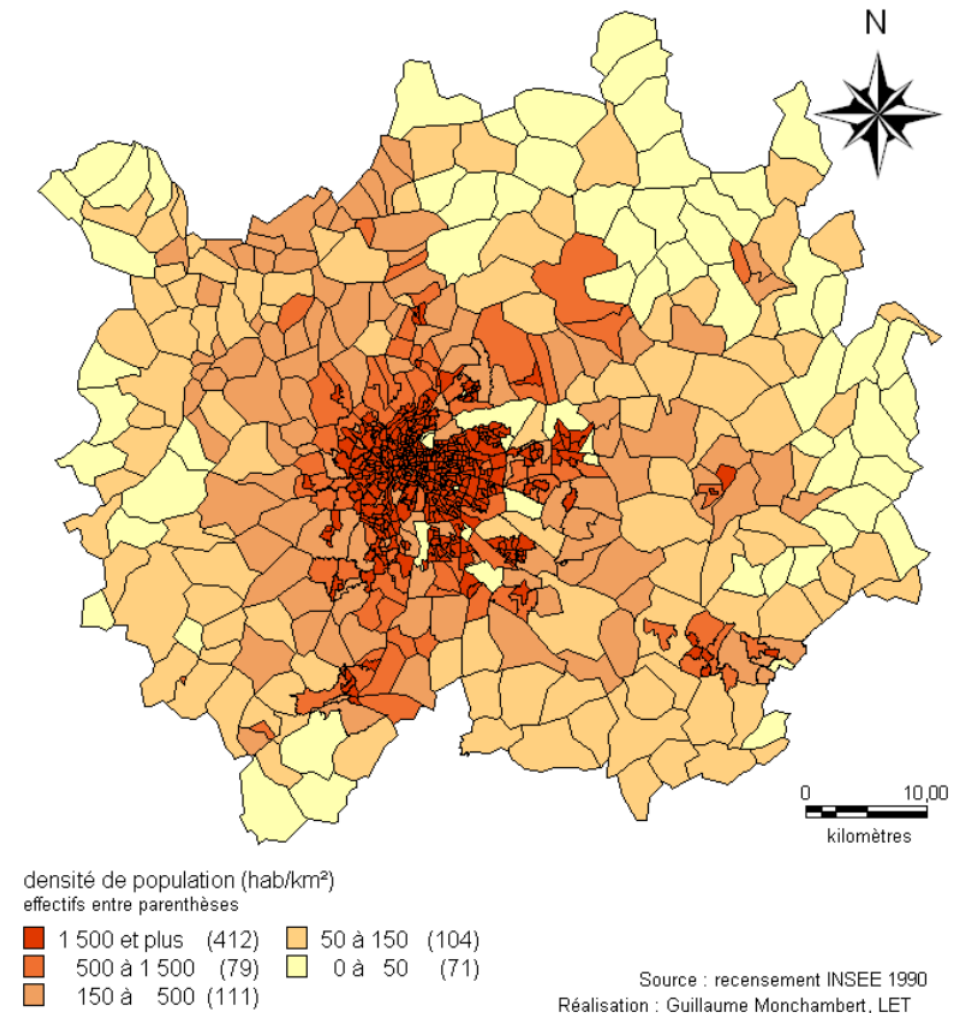 N
0 10,00
kilomètres
densité de population (hab/km²)
effectifs entre parenthèses
1 500 et plus (412)
500 à 1 500 (79)
150 à 500 (111)
50 à 150 (104)
0 à 50 (71)
Source : recensement INSEE 1990
Réalisation : Guillaume Monchambert, LET